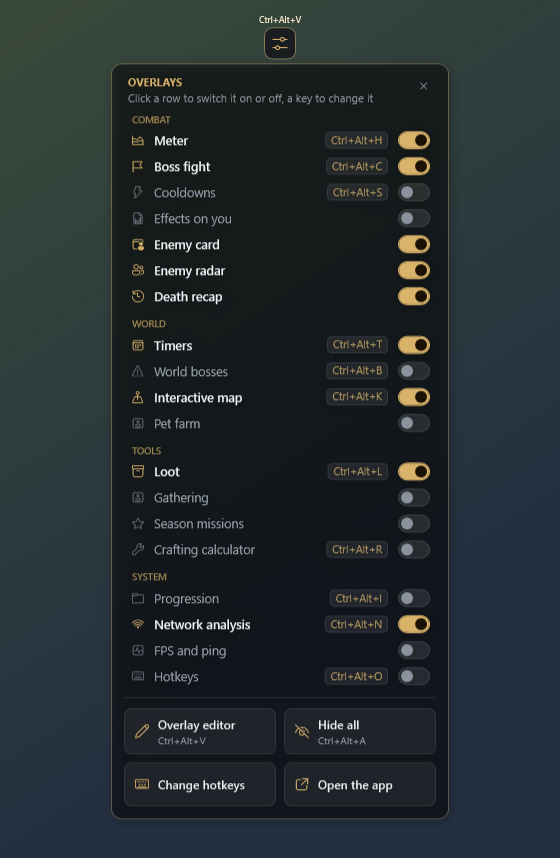 Ctrl+Alt+V
OVERLAYS
Click a row to switch it on or off, a key to change it
COMBAT
Meter Ctrl+Alt+H
Boss fight Ctrl+Alt+C
Cooldowns Ctrl+Alt+S
Effects on you
Enemy card
Enemy radar
Death recap
WORLD
Timers Ctrl+Alt+T
World bosses Ctrl+Alt+B
Interactive map Ctrl+Alt+K
Pet farm
TOOLS
Loot Ctrl+Alt+L
Gathering
Season missions
Crafting calculator Ctrl+Alt+R
SYSTEM
Progression Ctrl+Alt+I
Network analysis Ctrl+Alt+N
FPS and ping
Hotkeys Ctrl+Alt+O
Overlay editor
Ctrl+Alt+V
Hide all
Ctrl+Alt+A
Change hotkeys
Open the app